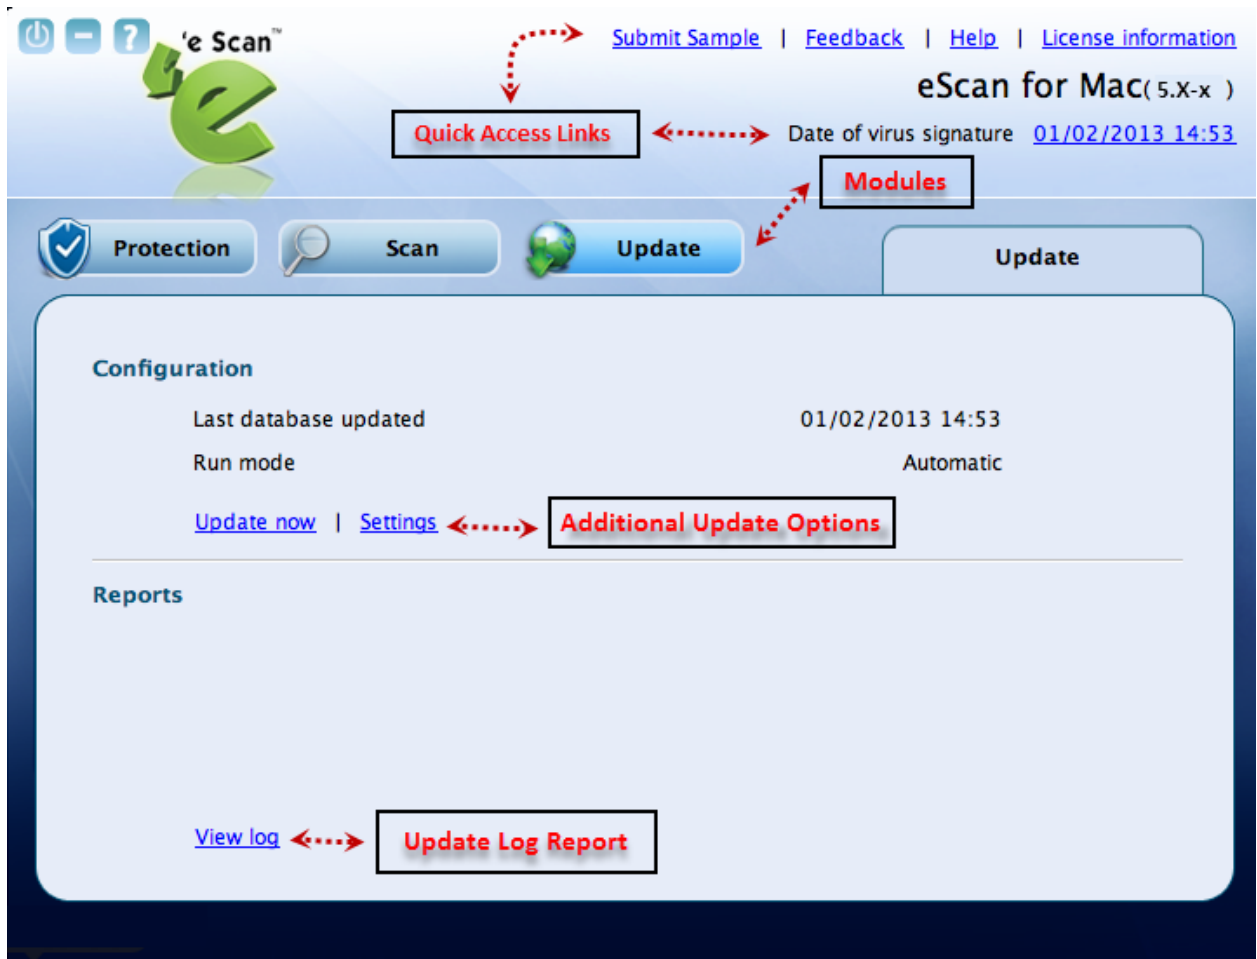 'e Scan™
Submit Sample | Feedback | Help | License information
eScan for Mac( 5.X-x )
Quick Access Links
Date of virus signature 01/02/2013 14:53
Modules
Protection
Scan
Update
Update
Configuration
Last database updated 01/02/2013 14:53
Run mode Automatic
Update now | Settings
Additional Update Options
Reports
View log
Update Log Report